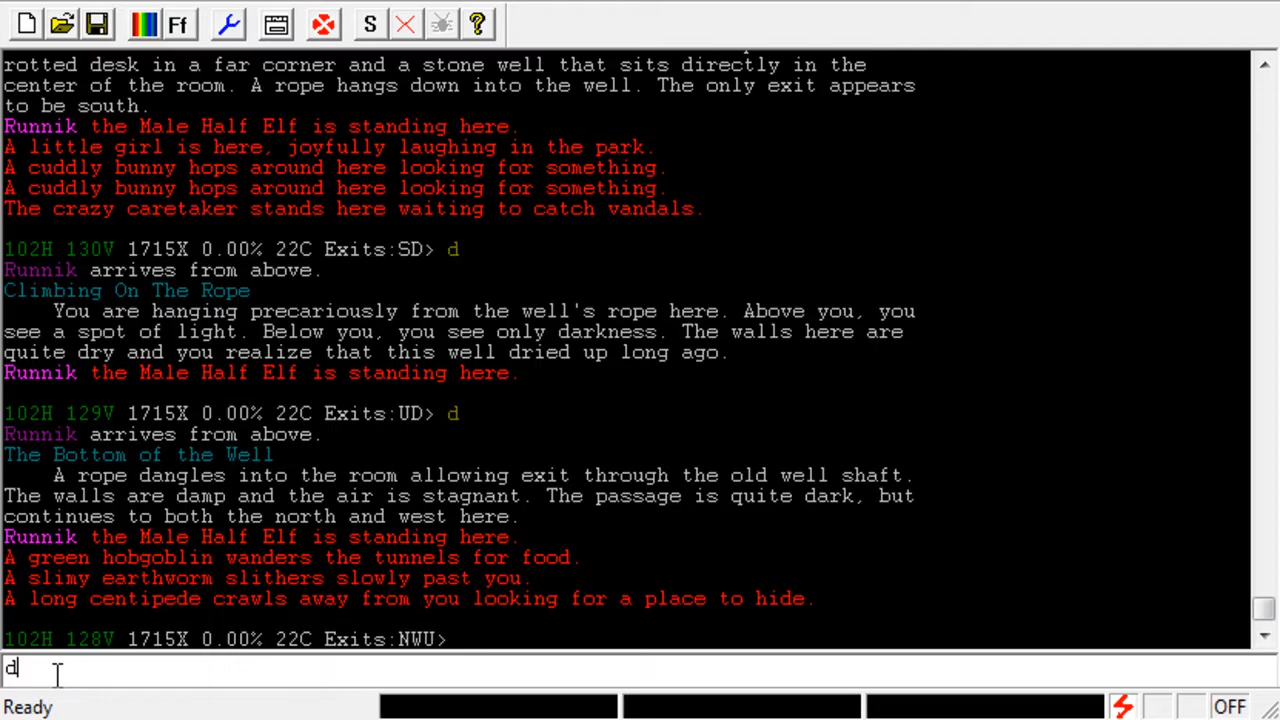 Ff S ?
rotted desk in a far corner and a stone well that sits directly in the
center of the room. A rope hangs down into the well. The only exit appears
to be south.
Runnik the Male Half Elf is standing here.
A little girl is here, joyfully laughing in the park.
A cuddly bunny hops around here looking for something.
A cuddly bunny hops around here looking for something.
The crazy caretaker stands here waiting to catch vandals.
102H 130V 1715X 0.00% 22C Exits:SD> d
Runnik arrives from above.
Climbing On The Rope
You are hanging precariously from the well's rope here. Above you, you
see a spot of light. Below you, you see only darkness. The walls here are
quite dry and you realize that this well dried up long ago.
Runnik the Male Half Elf is standing here.
102H 129V 1715X 0.00% 22C Exits:UD> d
Runnik arrives from above.
The Bottom of the Well
A rope dangles into the room allowing exit through the old well shaft.
The walls are damp and the air is stagnant. The passage is quite dark, but
continues to both the north and west here.
Runnik the Male Half Elf is standing here.
A green hobgoblin wanders the tunnels for food.
A slimy earthworm slithers slowly past you.
A long centipede crawls away from you looking for a place to hide.
102H 128V 1715X 0.00% 22C Exits:NWU>
d
Ready OFF